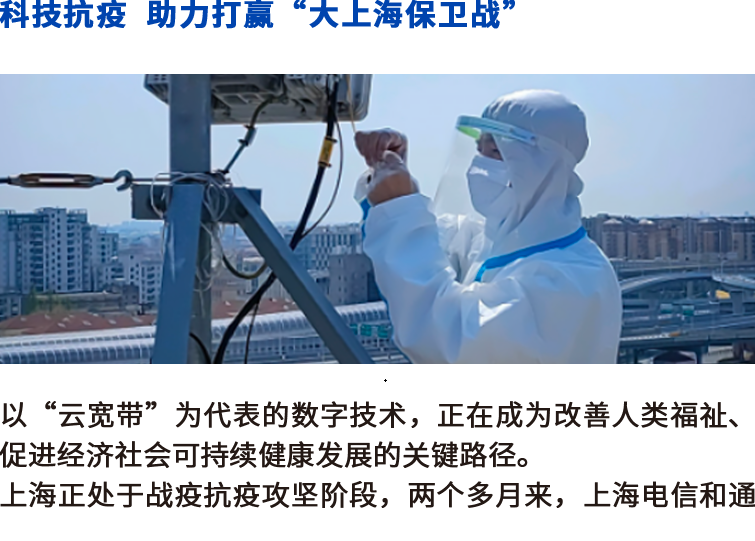 科技抗疫 助力打赢“大上海保卫战”
以“云宽带”为代表的数字技术，正在成为改善人类福祉、
促进经济社会可持续健康发展的关键路径。
上海正处于战疫抗疫攻坚阶段，两个多月来，上海电信和通